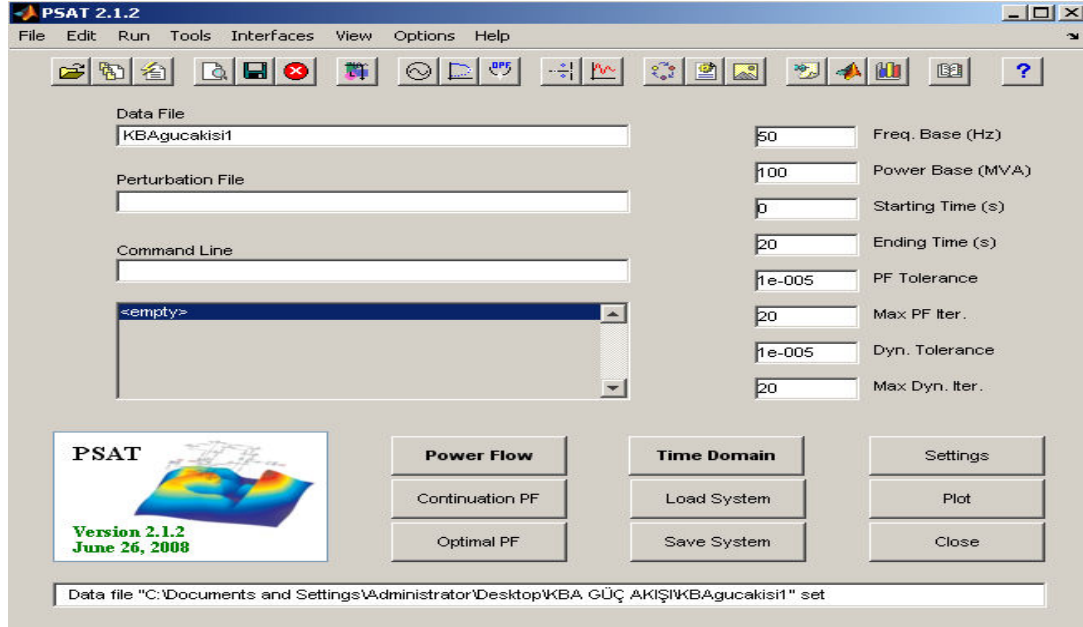 PSAT 2.1.2
File Edit Run Tools Interfaces View Options Help
OPF
?
Data File
KBAgucakisi1
Perturbation File
Command Line
<empty>
50 Freq. Base (Hz)
100 Power Base (MVA)
0 Starting Time (s)
20 Ending Time (s)
1e-005 PF Tolerance
20 Max PF Iter.
1e-005 Dyn. Tolerance
20 Max Dyn. Iter.
PSAT
Version 2.1.2
June 26, 2008
Power Flow Time Domain Settings
Continuation PF Load System Plot
Optimal PF Save System Close
Data file "C:\Documents and Settings\Administrator\Desktop\KBA GÜÇ AKIŞI\KBAgucakisi1" set